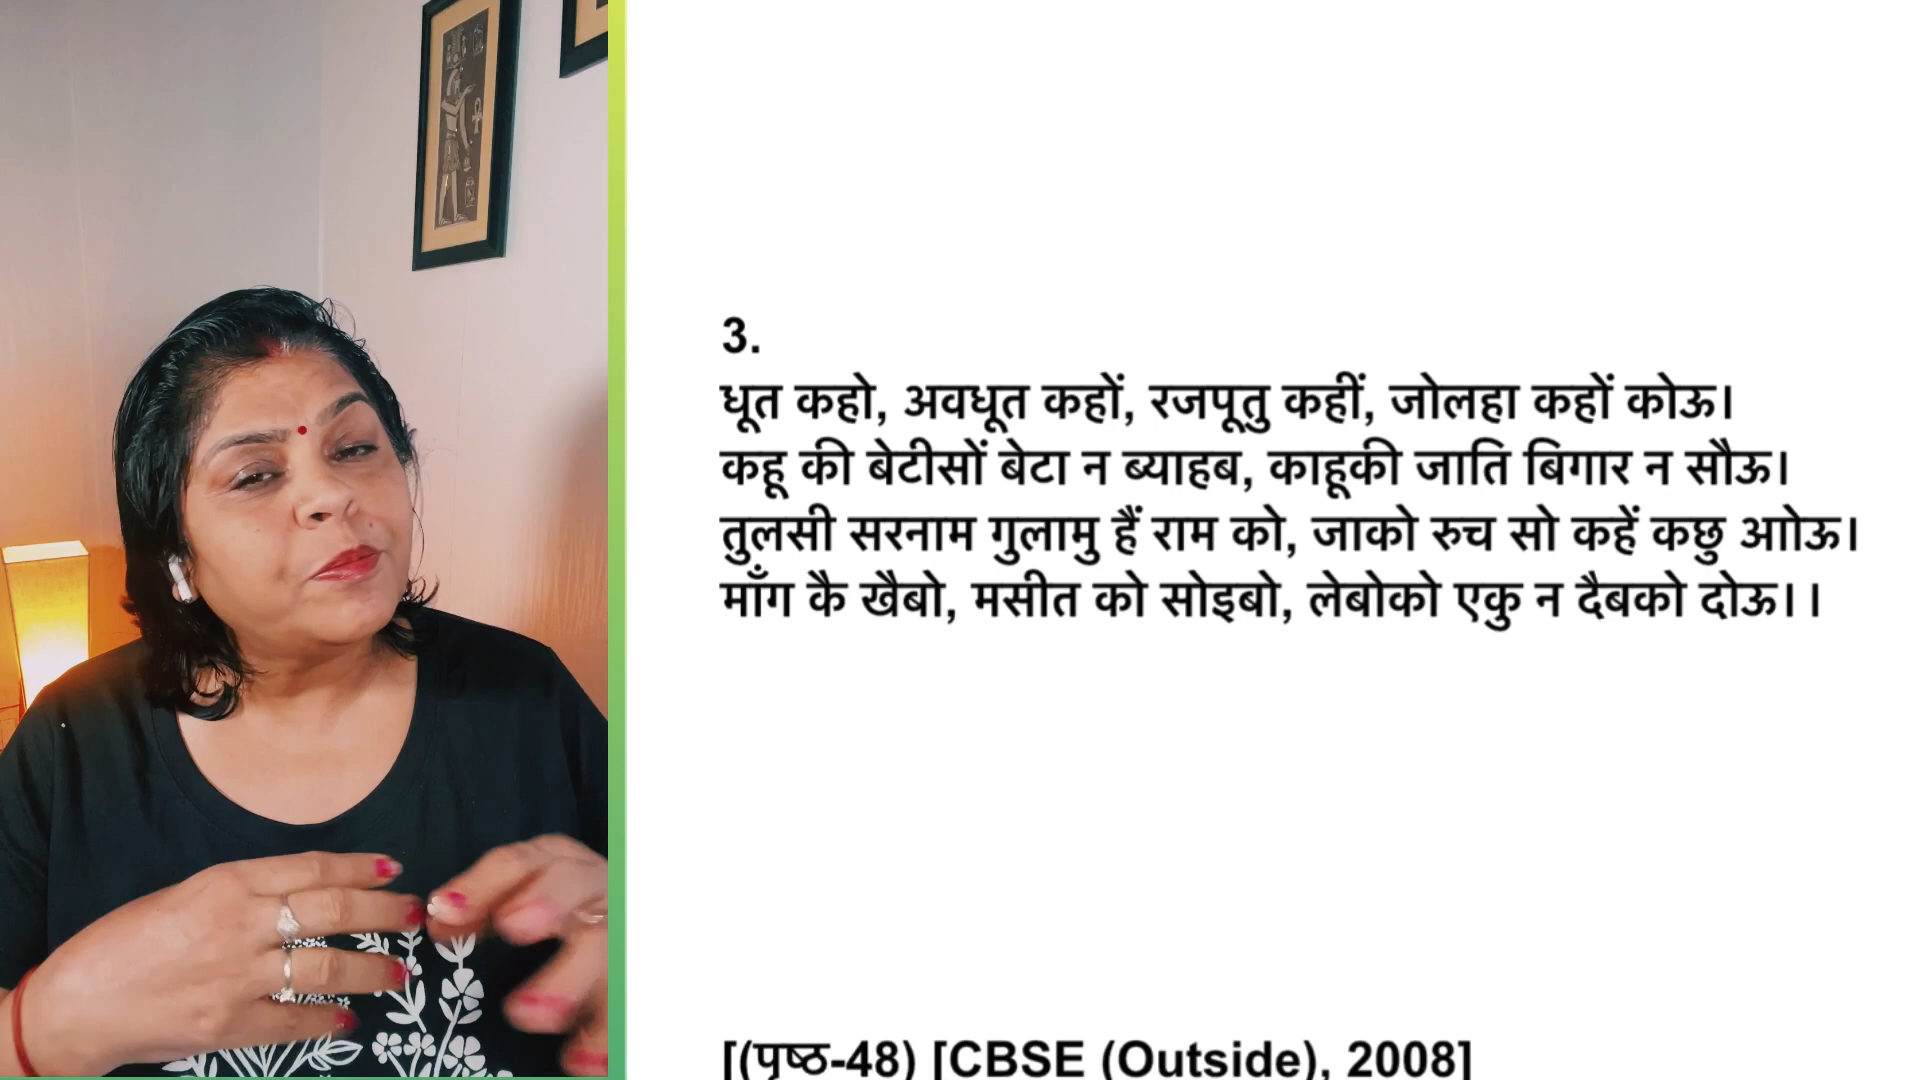 3.
धूत कहो, अवधूत कहों, रजपूतु कहीं, जोलहा कहों कोऊ।
कहू की बेटीसों बेटा न ब्याहब, काहूकी जाति बिगार न सौऊ।
तुलसी सरनाम गुलामु हैं राम को, जाको रुच सो कहें कछु आोऊ।
माँग कै खैबो, मसीत को सोइबो, लेबोको एकु न दैबको दोऊ।।
[(पृष्ठ-48) [CBSE (Outside), 2008]